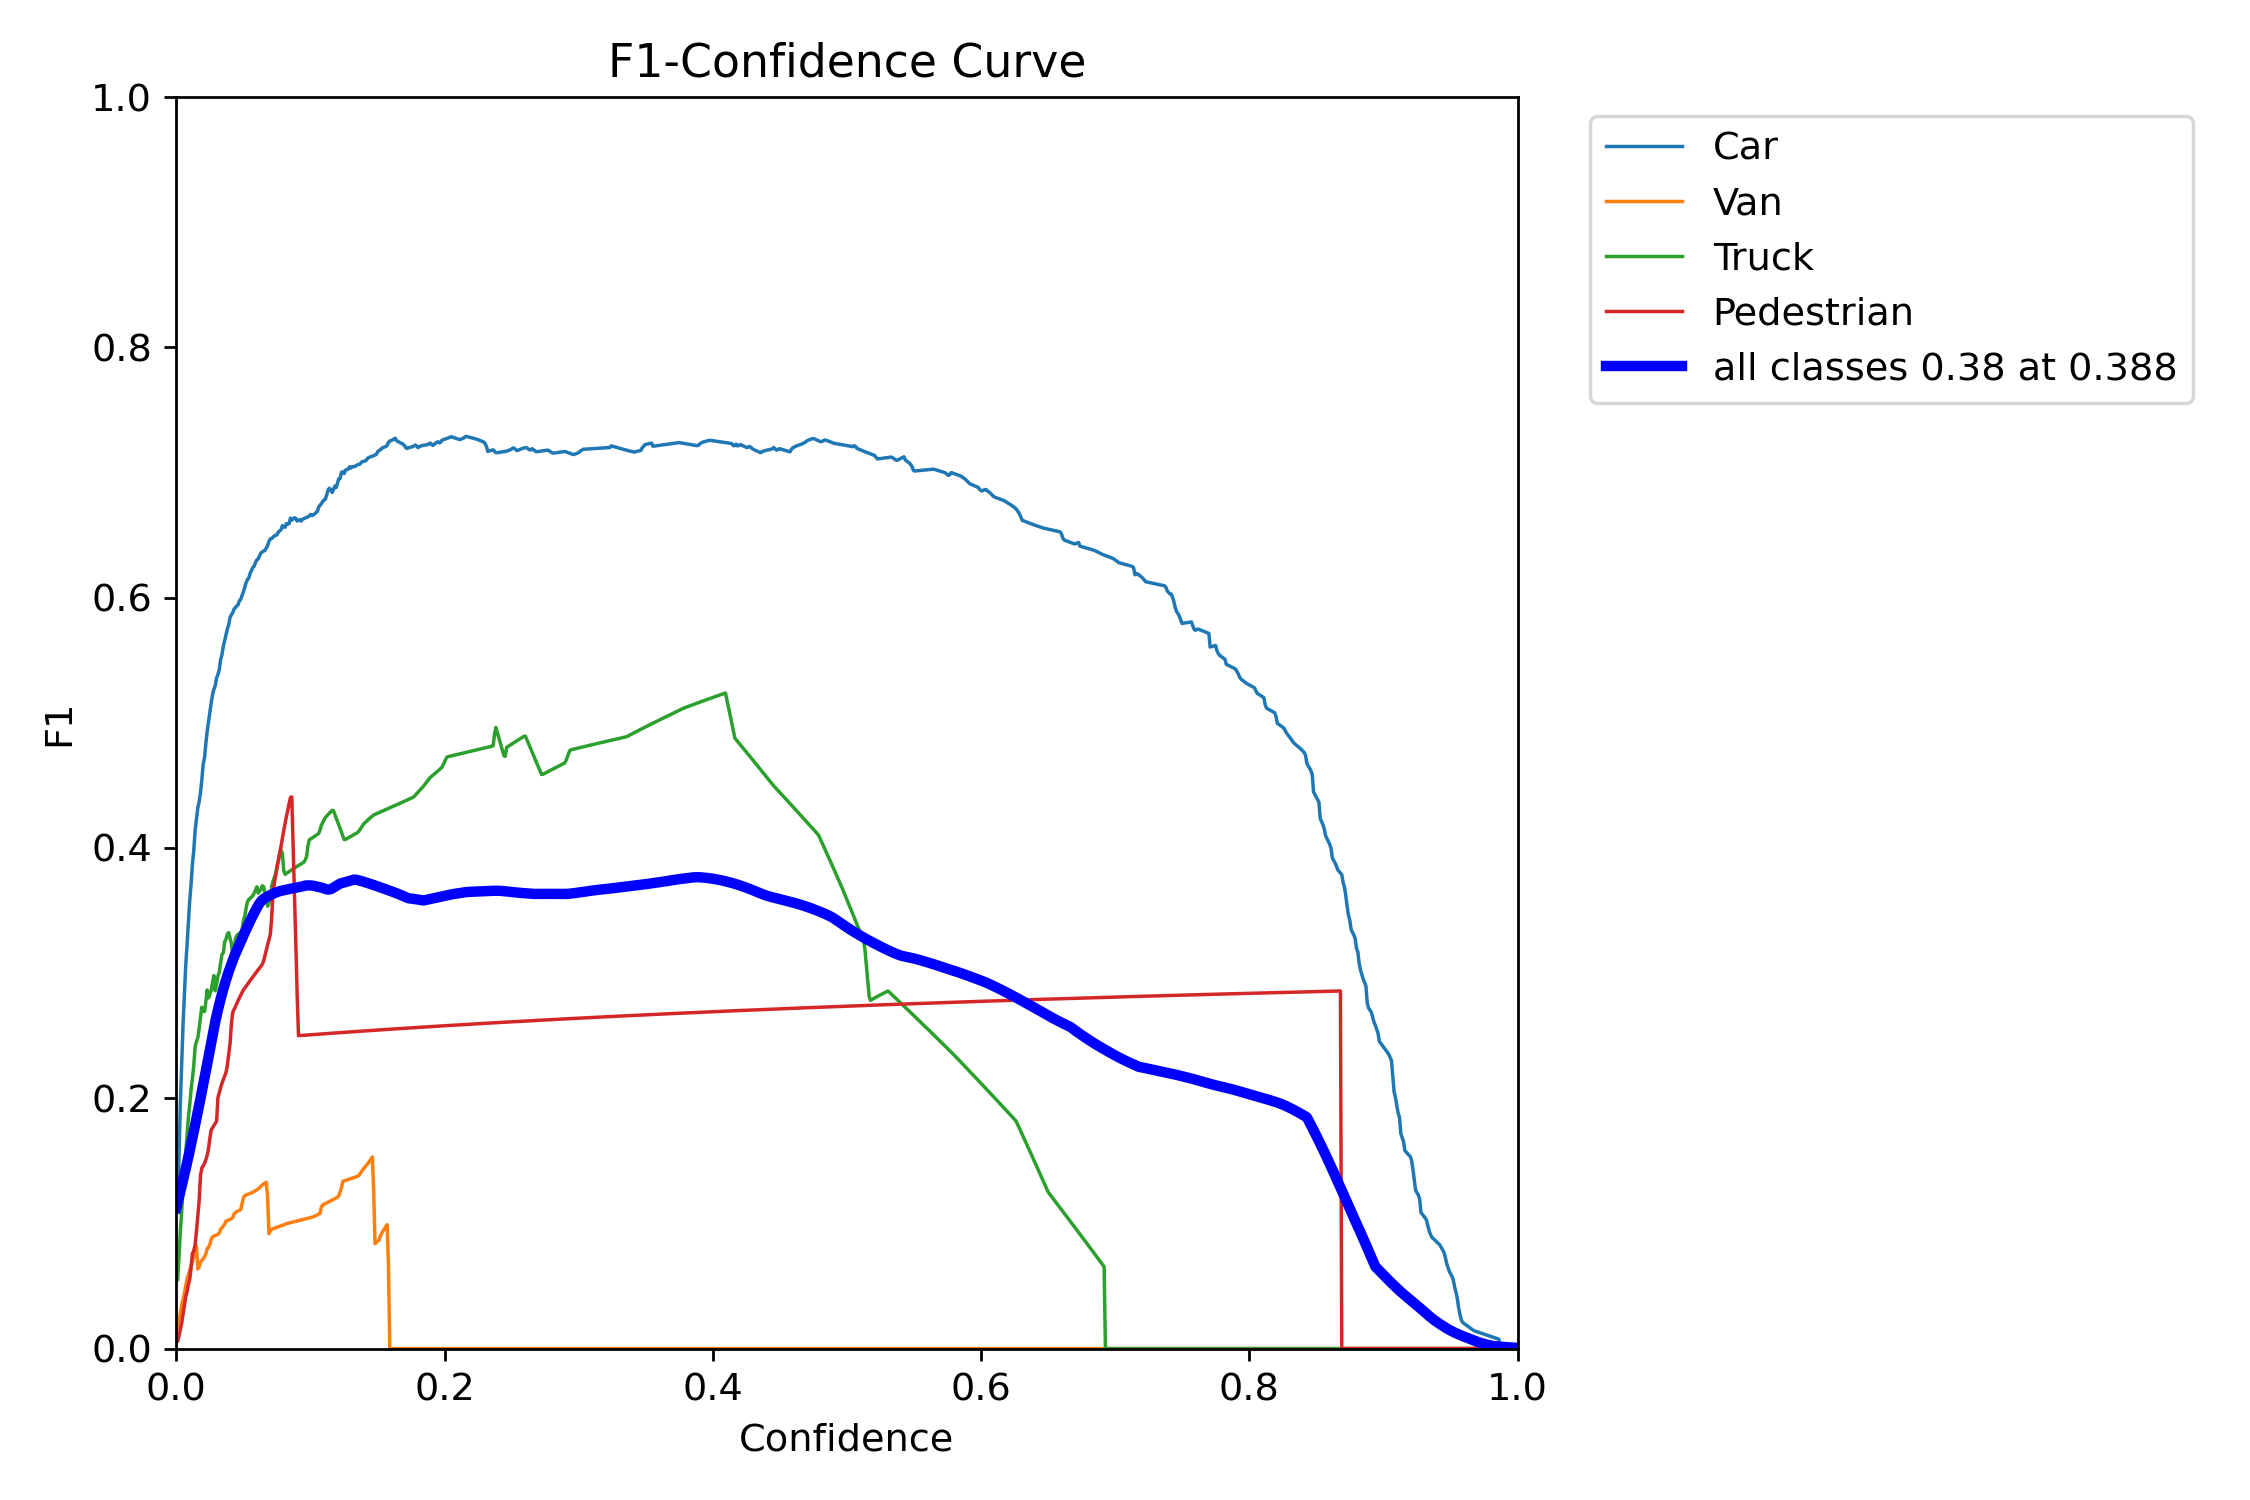 F1-Confidence Curve
1.0
0.8
0.6
0.4
0.2
0.0
F1
0.0 0.2 0.4 0.6 0.8 1.0
Confidence
Car
Van
Truck
Pedestrian
all classes 0.38 at 0.388